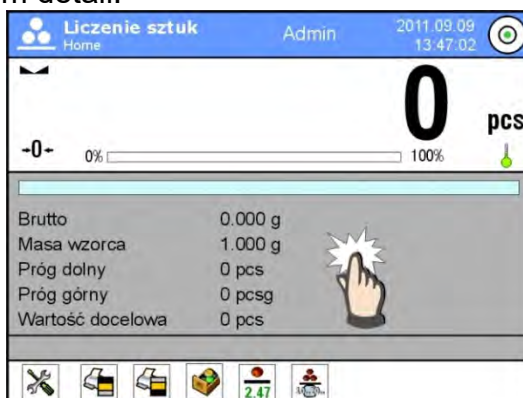 Liczenie sztuk Admin 2011.09.09
Home 13:47:02
0 pcs
→0← 0% 100%
Brutto 0.000 g
Masa wzorca 1.000 g
Próg dolny 0 pcs
Próg górny 0 pcsg
Wartość docelowa 0 pcs
2.47